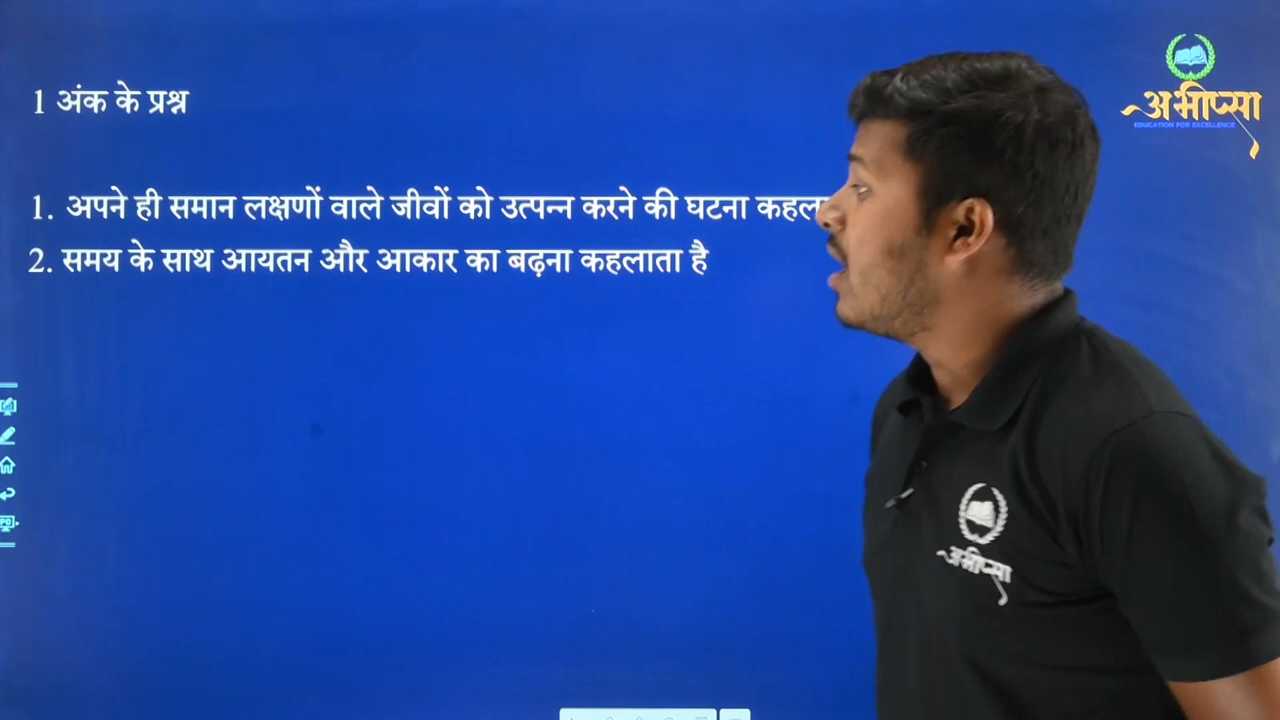 1 अंक के प्रश्न
1. अपने ही समान लक्षणों वाले जीवों को उत्पन्न करने की घटना
2. समय के साथ आयतन और आकार का बढ़ना कहलाता है
अभीप्सा
EDUCATION FOR EXCELLENCE
अभीप्सा